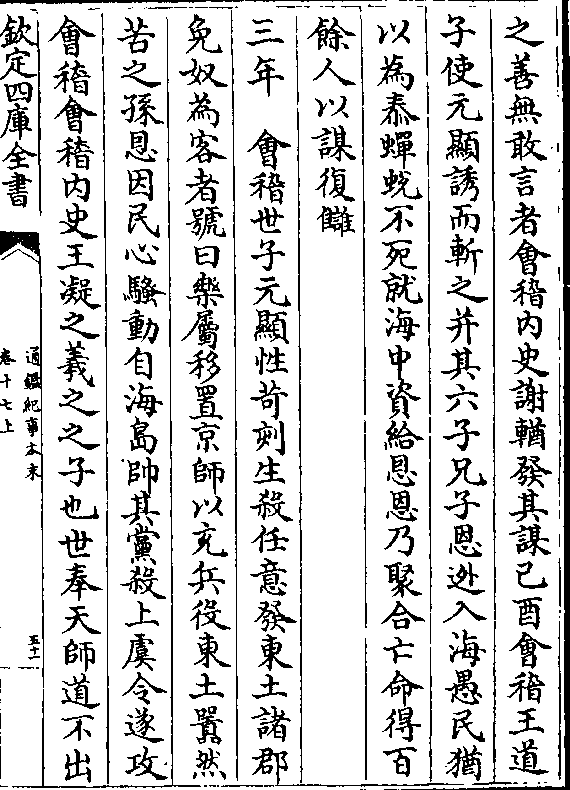 之善無敢言者會稽内史謝輶發其謀己酉會稽王道
子使元顯誘而斬之并其六子兄子恩逃入海愚民猶
以為泰蟬蛻不死就海中資給恩恩乃聚合亡命得百
餘人以謀復讎
三年　會稽世子元顯性苛刻生殺任意發東土諸郡
免奴為客者號曰樂屬移置京師以充兵役東土囂然
苦之孫恩因民心騷動自海島帥其黨殺上虞令遂攻
會稽會稽内史王凝之羲之之子也世奉天師道不出
欽定四庫全書
通鑑紀事本末
卷十七上
五十